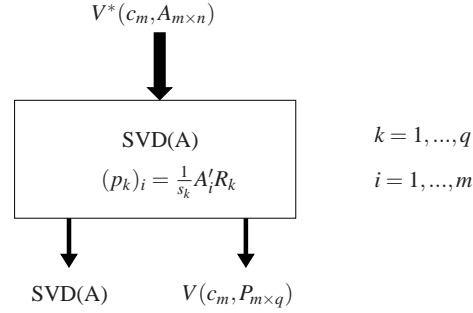 V*(c_m, A_{m×n})
SVD(A)
(p_k)_i = \frac{1}{s_k} A'_i R_k
k = 1,...,q
i = 1,...,m
SVD(A)
V(c_m, P_{m×q})